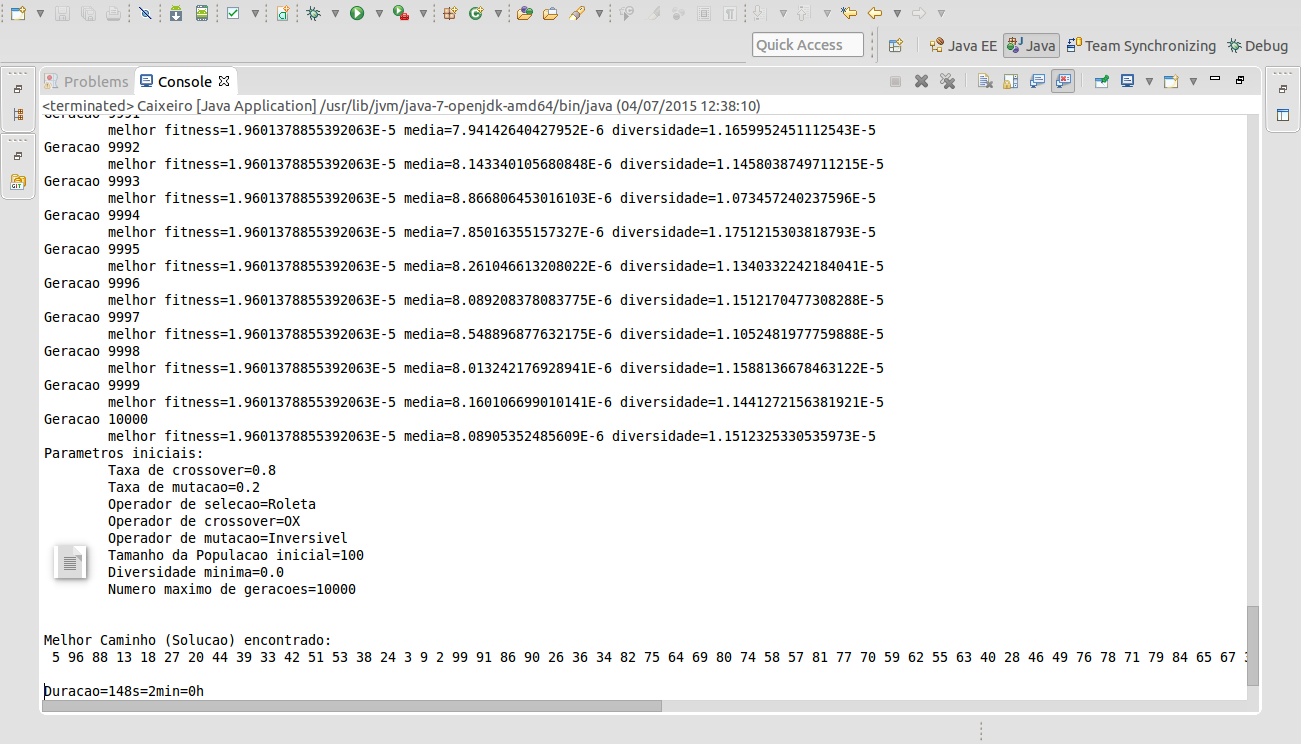 Quick Access
Java EE
Java
Team Synchronizing
Debug
Problems
Console
<terminated> Caixeiro [Java Application] /usr/lib/jvm/java-7-openjdk-amd64/bin/java (04/07/2015 12:38:10)
Geracao 9991
melhor fitness=1.9601378855392063E-5 media=7.94142640427952E-6 diversidade=1.1659952451112543E-5
Geracao 9992
melhor fitness=1.9601378855392063E-5 media=8.143340105680848E-6 diversidade=1.1458038749711215E-5
Geracao 9993
melhor fitness=1.9601378855392063E-5 media=8.866806453016103E-6 diversidade=1.073457240237596E-5
Geracao 9994
melhor fitness=1.9601378855392063E-5 media=7.85016355157327E-6 diversidade=1.1751215303818793E-5
Geracao 9995
melhor fitness=1.9601378855392063E-5 media=8.261046613208022E-6 diversidade=1.1340332242184041E-5
Geracao 9996
melhor fitness=1.9601378855392063E-5 media=8.089208378083775E-6 diversidade=1.1512170477308288E-5
Geracao 9997
melhor fitness=1.9601378855392063E-5 media=8.548896877632175E-6 diversidade=1.1052481977759888E-5
Geracao 9998
melhor fitness=1.9601378855392063E-5 media=8.013242176928941E-6 diversidade=1.1588136678463122E-5
Geracao 9999
melhor fitness=1.9601378855392063E-5 media=8.160106699010141E-6 diversidade=1.1441272156381921E-5
Geracao 10000
melhor fitness=1.9601378855392063E-5 media=8.08905352485609E-6 diversidade=1.1512325330535973E-5
Parametros iniciais:
Taxa de crossover=0.8
Taxa de mutacao=0.2
Operador de selecao=Roleta
Operador de crossover=OX
Operador de mutacao=Inversivel
Tamanho da Populacao inicial=100
Diversidade minima=0.0
Numero maximo de geracoes=10000
Melhor Caminho (Solucao) encontrado:
5 96 88 13 18 27 20 44 39 33 42 51 53 38 24 3 9 2 99 91 86 90 26 36 34 82 75 64 69 80 74 58 57 81 77 70 59 62 55 63 40 28 46 49 76 78 71 79 84 65 67
Duracao=148s=2min=0h